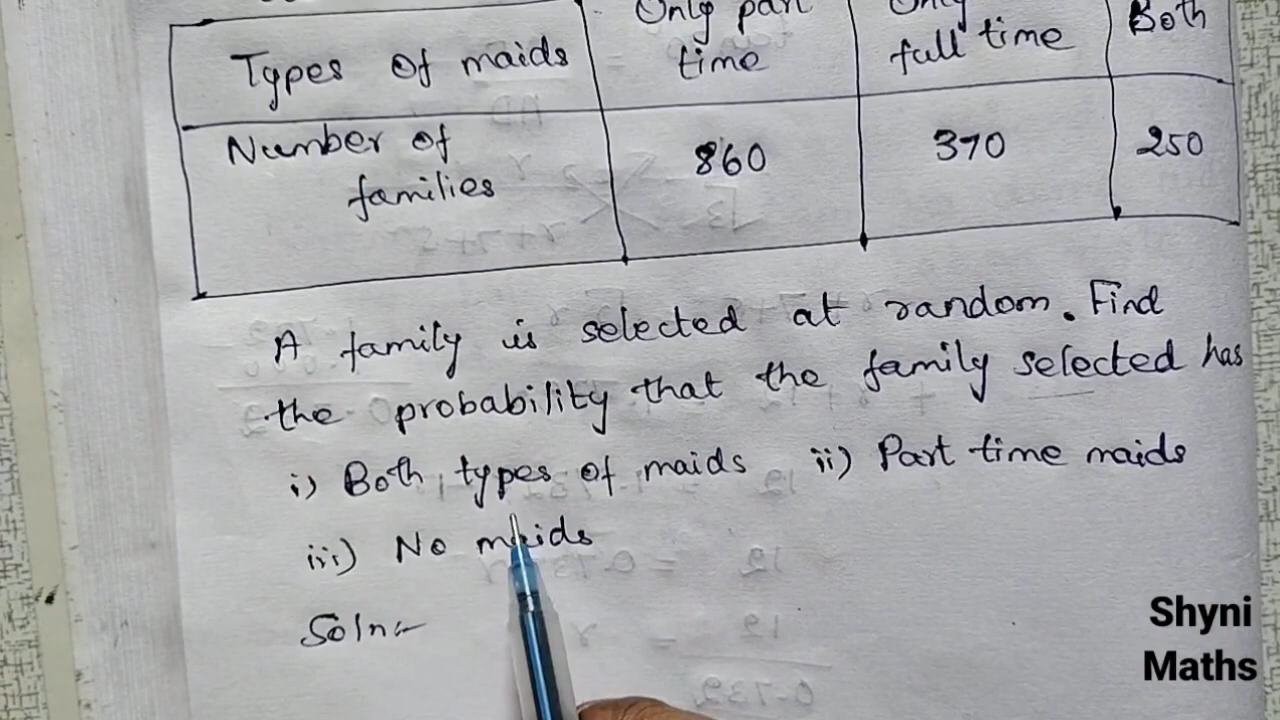 Only part
Only
Both
Types of maids
time
full time
Number of
families
860
370
250
A family is selected at random. Find
the probability that the family selected has
i) Both types of maids ii) Part time maids
iii) No maids
Soln:-
Shyni
Maths